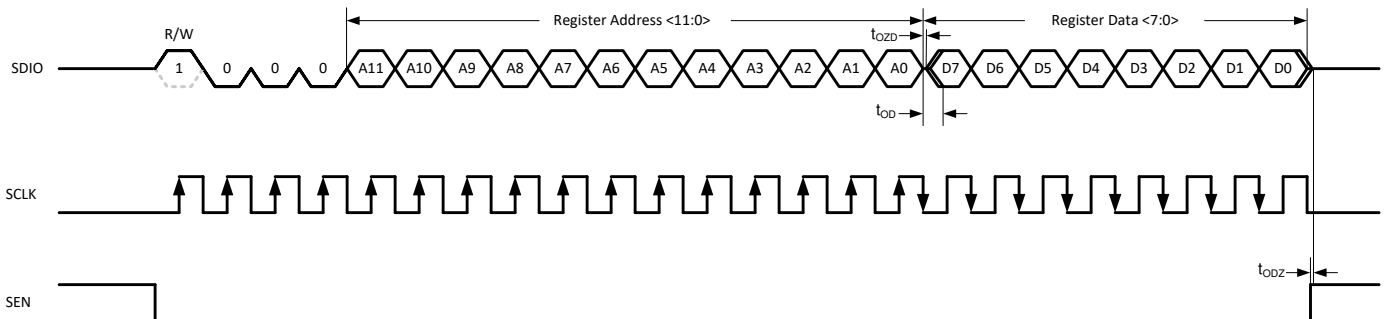 Register Address <11:0> Register Data <7:0>
R/W tOZD
SDIO 1 0 0 0 A11 A10 A9 A8 A7 A6 A5 A4 A3 A2 A1 A0 D7 D6 D5 D4 D3 D2 D1 D0
tOD
SCLK
tODZ
SEN